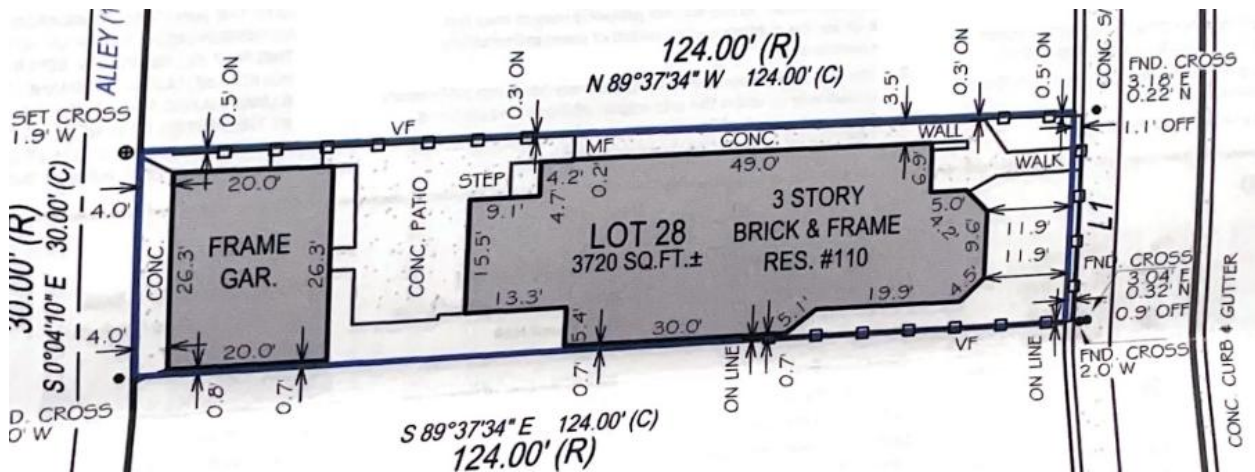 ALLEY
SET CROSS
1.9' W
30.00' (R)
S 0°04'10" E 30.00' (C)
0.5' ON
VF
0.3' ON
124.00' (R)
N 89°37'34" W 124.00' (C)
3.5'
0.3' ON
0.5' ON
CONC.
FND. CROSS
3.18' E
0.22' N
1.1' OFF
4.0'
4.0'
CONC.
20.0'
26.3'
FRAME
GAR.
26.3'
20.0'
CONC. PATIO
STEP
MF
CONC.
WALL
WALK
4.2'
0.2'
49.0'
6.9'
9.1'
4.7'
15.5'
LOT 28
3720 SQ.FT.±
3 STORY
BRICK & FRAME
RES. #110
5.0'
4.2'
9.6'
11.9'
11.9'
L1
4.5'
19.9'
5.1'
13.3'
5.4'
30.0'
FND. CROSS
3.04' E
0.32' N
0.9' OFF
FND. CROSS
2.0' W
CONC. CURB & GUTTER
VF
ON LINE
0.8'
0.7'
0.7'
ON LINE
0.7'
CROSS
S 89°37'34" E 124.00' (C)
124.00' (R)